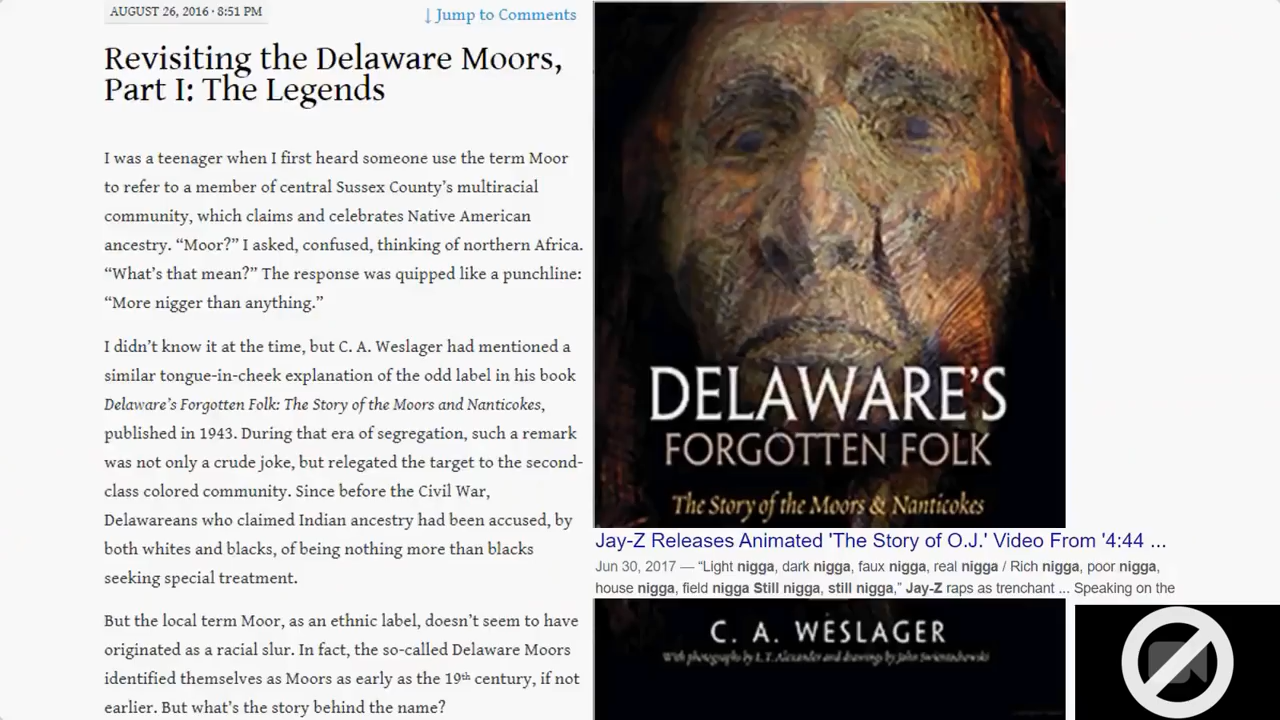 AUGUST 26, 2016 · 8:51 PM
↓ Jump to Comments
Revisiting the Delaware Moors,
Part I: The Legends
I was a teenager when I first heard someone use the term Moor
to refer to a member of central Sussex County’s multiracial
community, which claims and celebrates Native American
ancestry. “Moor?” I asked, confused, thinking of northern Africa.
“What’s that mean?” The response was quipped like a punchline:
“More nigger than anything.”
I didn’t know it at the time, but C. A. Weslager had mentioned a
similar tongue-in-cheek explanation of the odd label in his book
Delaware’s Forgotten Folk: The Story of the Moors and Nanticokes,
published in 1943. During that era of segregation, such a remark
was not only a crude joke, but relegated the target to the second-
class colored community. Since before the Civil War,
Delawareans who claimed Indian ancestry had been accused, by
both whites and blacks, of being nothing more than blacks
seeking special treatment.
But the local term Moor, as an ethnic label, doesn’t seem to have
originated as a racial slur. In fact, the so-called Delaware Moors
identified themselves as Moors as early as the 19th century, if not
earlier. But what’s the story behind the name?
DELAWARE’S
FORGOTTEN FOLK
The Story of the Moors & Nanticokes
Jay-Z Releases Animated 'The Story of O.J.' Video From '4:44 ...
Jun 30, 2017 — “Light nigga, dark nigga, faux nigga, real nigga / Rich nigga, poor nigga,
house nigga, field nigga Still nigga, still nigga,” Jay-Z raps as trenchant ... Speaking on the
C. A. WESLAGER
With photographs by L. T. Alexander and drawings by John Swientochowski